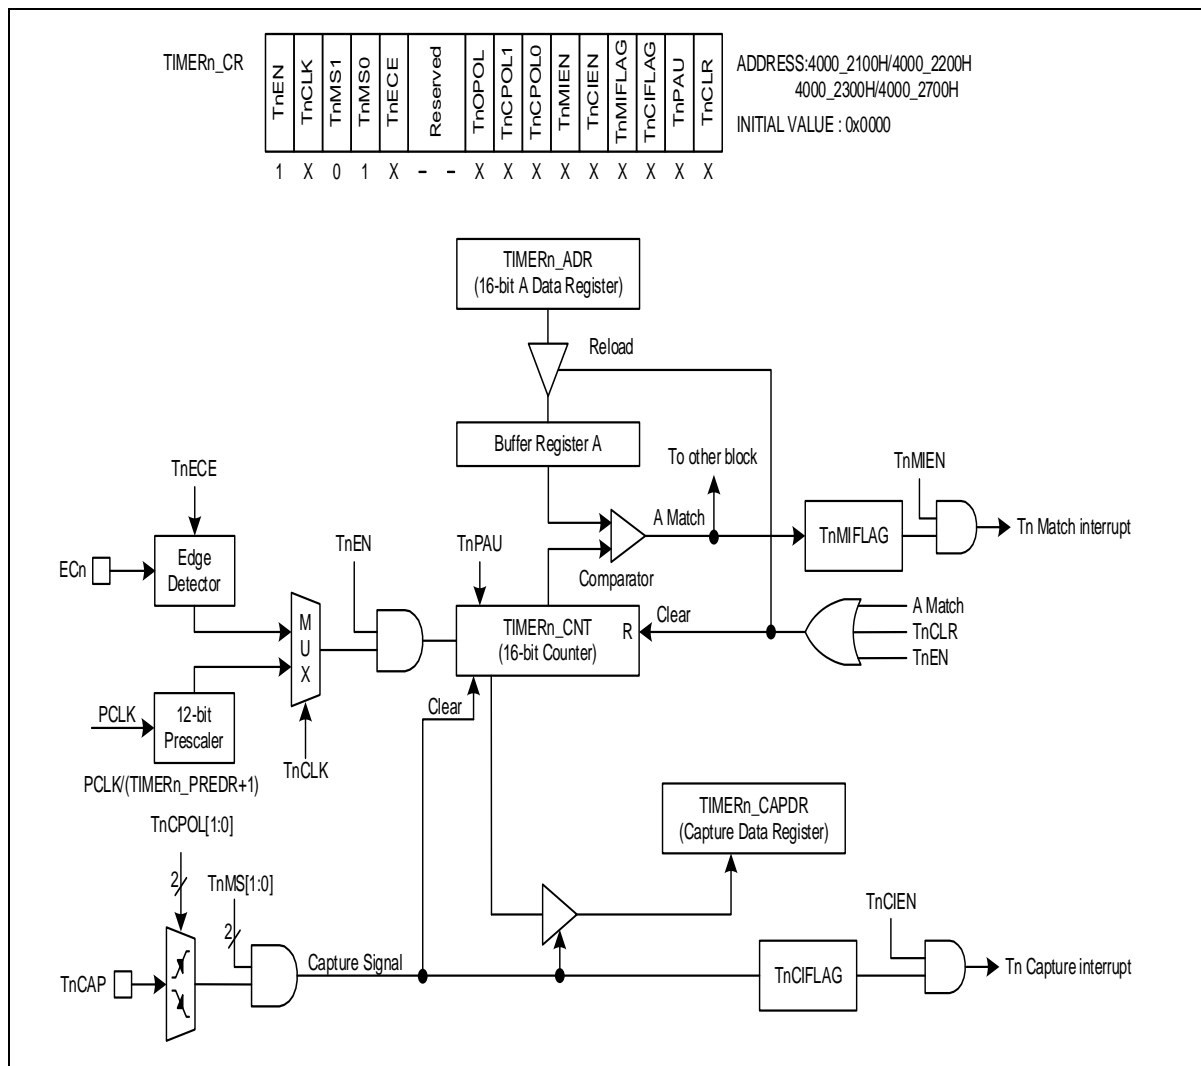 TIMERn_CR
TnEN
TnCLK
TnMS1
TnMS0
TnECE
Reserved
TnOPOL
TnCPOL1
TnCPOL0
TnMIEN
TnCIEN
TnMIFLAG
TnCIFLAG
TnPAU
TnCLR
ADDRESS:4000_2100H/4000_2200H
4000_2300H/4000_2700H
INITIAL VALUE : 0x0000
1 X 0 1 X - - X X X X X X X X X
TIMERn_ADR
(16-bit A Data Register)
Reload
Buffer Register A
To other block
TnECE
TnMIEN
A Match
TnMIFLAG
Tn Match interrupt
ECn
Edge
Detector
TnEN
TnPAU
Comparator
M
U
X
TIMERn_CNT
(16-bit Counter)
R
Clear
A Match
TnCLR
TnEN
PCLK
12-bit
Prescaler
Clear
TnCLK
PCLK/(TIMERn_PREDR+1)
TIMERn_CAPDR
(Capture Data Register)
TnCPOL[1:0]
2
TnMS[1:0]
2
TnCIEN
TnCAP
Capture Signal
TnCIFLAG
Tn Capture interrupt